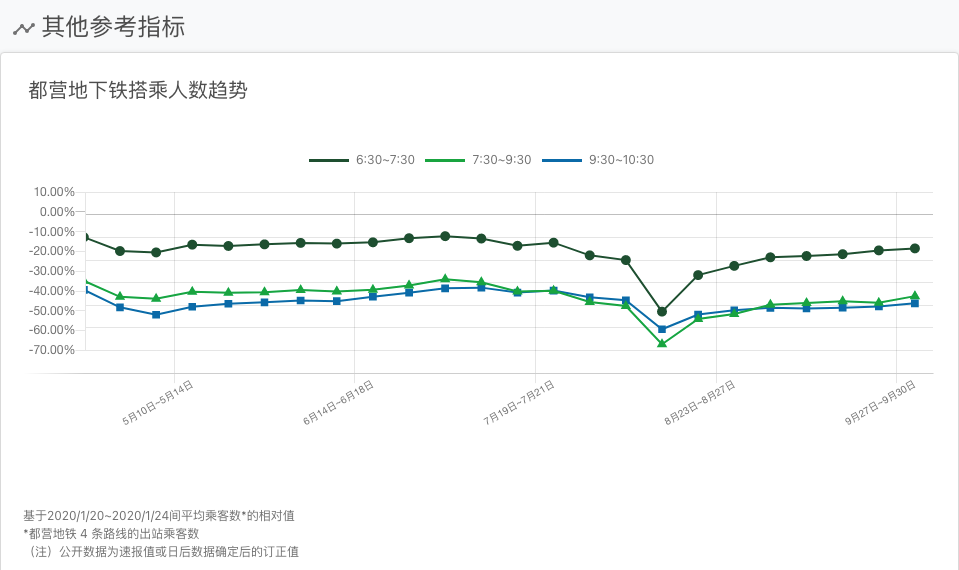 其他参考指标
都营地下铁搭乘人数趋势
6:30~7:30 7:30~9:30 9:30~10:30
10.00%
0.00%
-10.00%
-20.00%
-30.00%
-40.00%
-50.00%
-60.00%
-70.00%
5月10日~5月14日 6月14日~6月18日 7月19日~7月21日 8月23日~8月27日 9月27日~9月30日
基于2020/1/20~2020/1/24间平均乘客数*的相对值
*都营地铁 4 条路线的出站乘客数
（注）公开数据为速报值或日后数据确定后的订正值